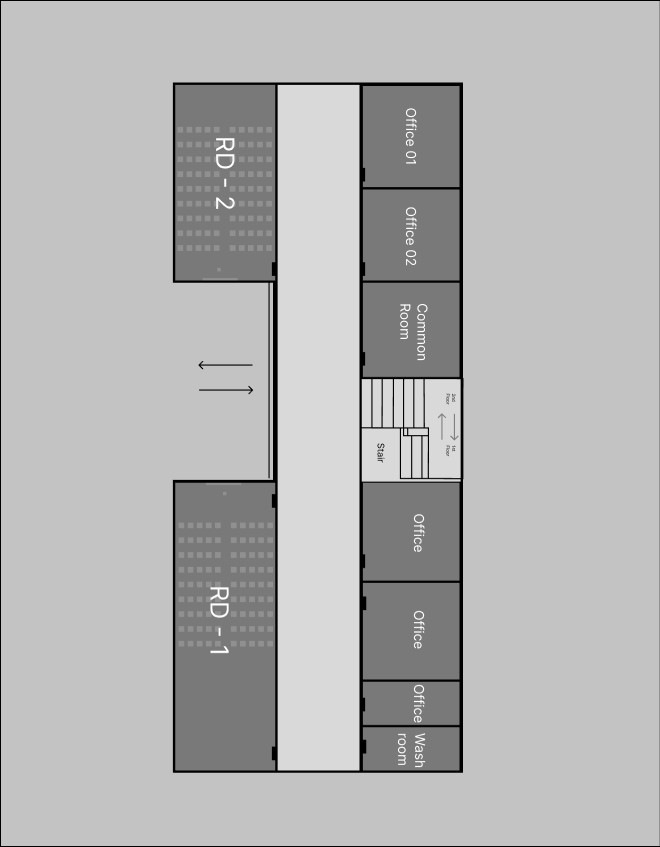 RD - 2
Office 01
Office 02
Common
Room
2nd
Floor
1st
Floor
Stair
Office
RD - 1
Office
Office
Wash
room